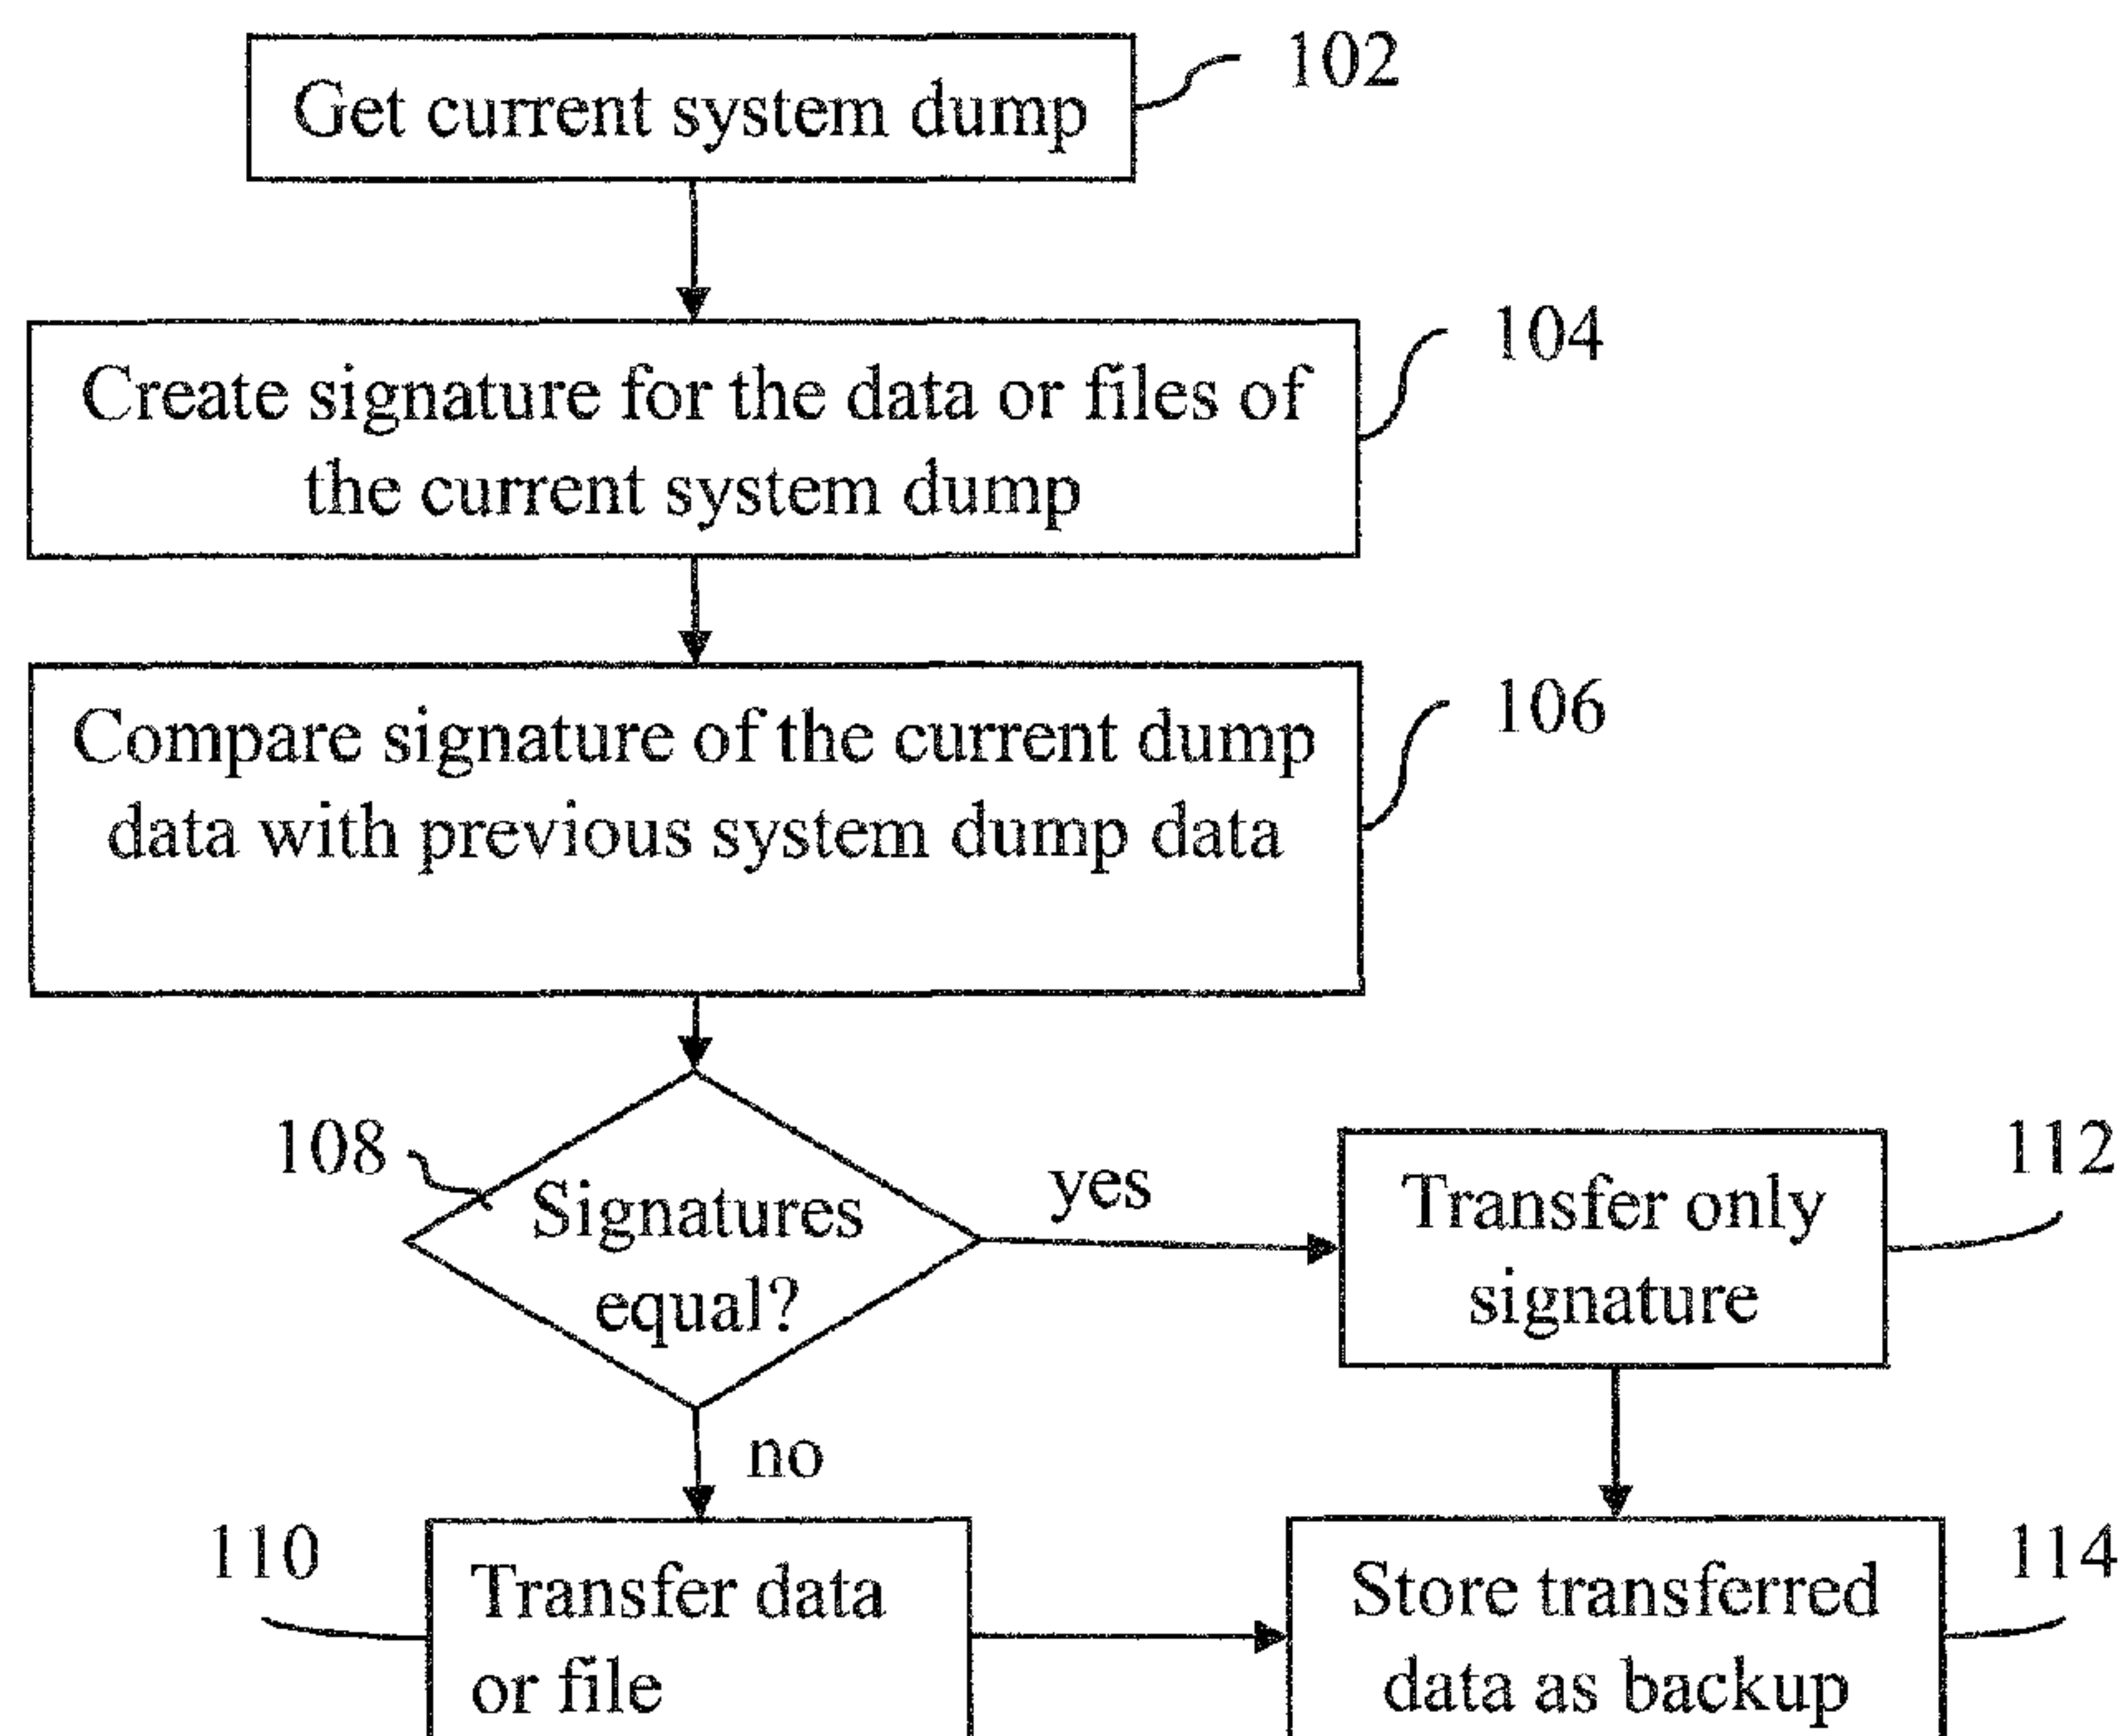 102
Get current system dump
104
Create signature for the data or files of
the current system dump
106
Compare signature of the current dump
data with previous system dump data
108
Signatures
equal?
yes
112
Transfer only
signature
no
110
Transfer data
or file
114
Store transferred
data as backup